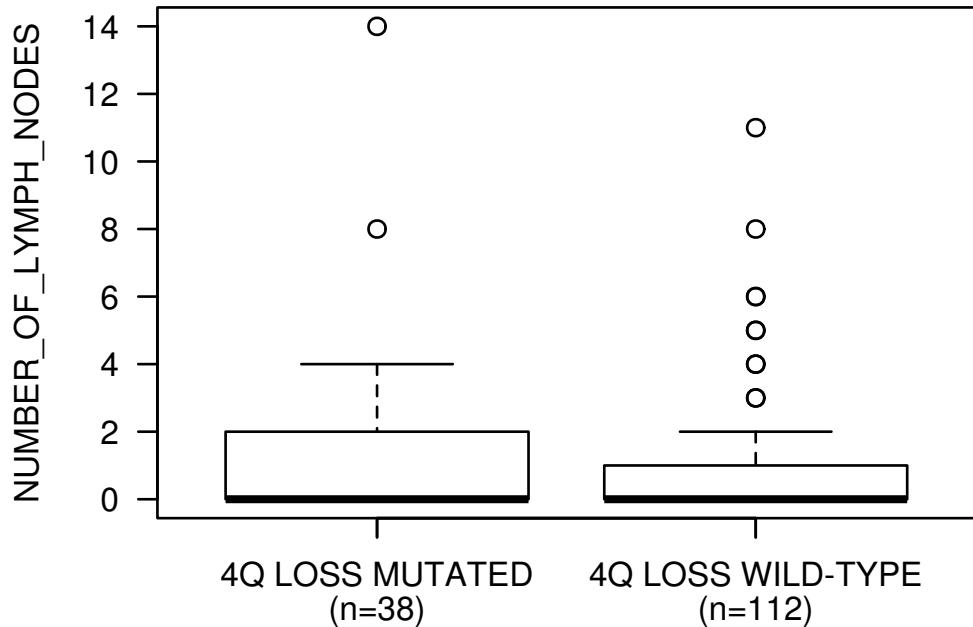 NUMBER_OF_LYMPH_NODES
14
12
10
8
6
4
2
0
4Q LOSS MUTATED
(n=38)
4Q LOSS WILD-TYPE
(n=112)